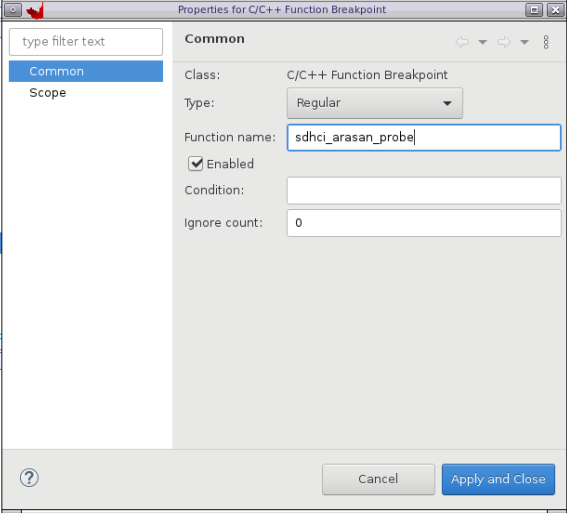 Properties for C/C++ Function Breakpoint
type filter text
Common
Scope
Common
Class: C/C++ Function Breakpoint
Type: Regular
Function name: sdhci_arasan_probe
Enabled
Condition:
Ignore count: 0
?
Cancel Apply and Close